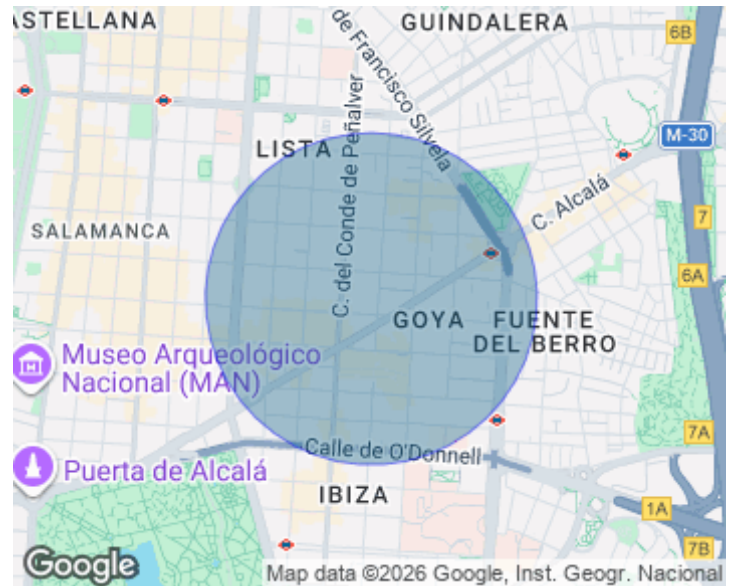 ASTELLANA
GUINDALERA
6B
de Francisco Silvela
C. del Conde de Peñalver
LISTA
M-30
C. Alcalá
SALAMANCA
7
6A
GOYA
FUENTE
DEL BERRO
Museo Arqueológico
Nacional (MAN)
7A
Calle de O'Donnell
Puerta de Alcalá
IBIZA
1A
7B
Google
Map data ©2026 Google, Inst. Geogr. Nacional